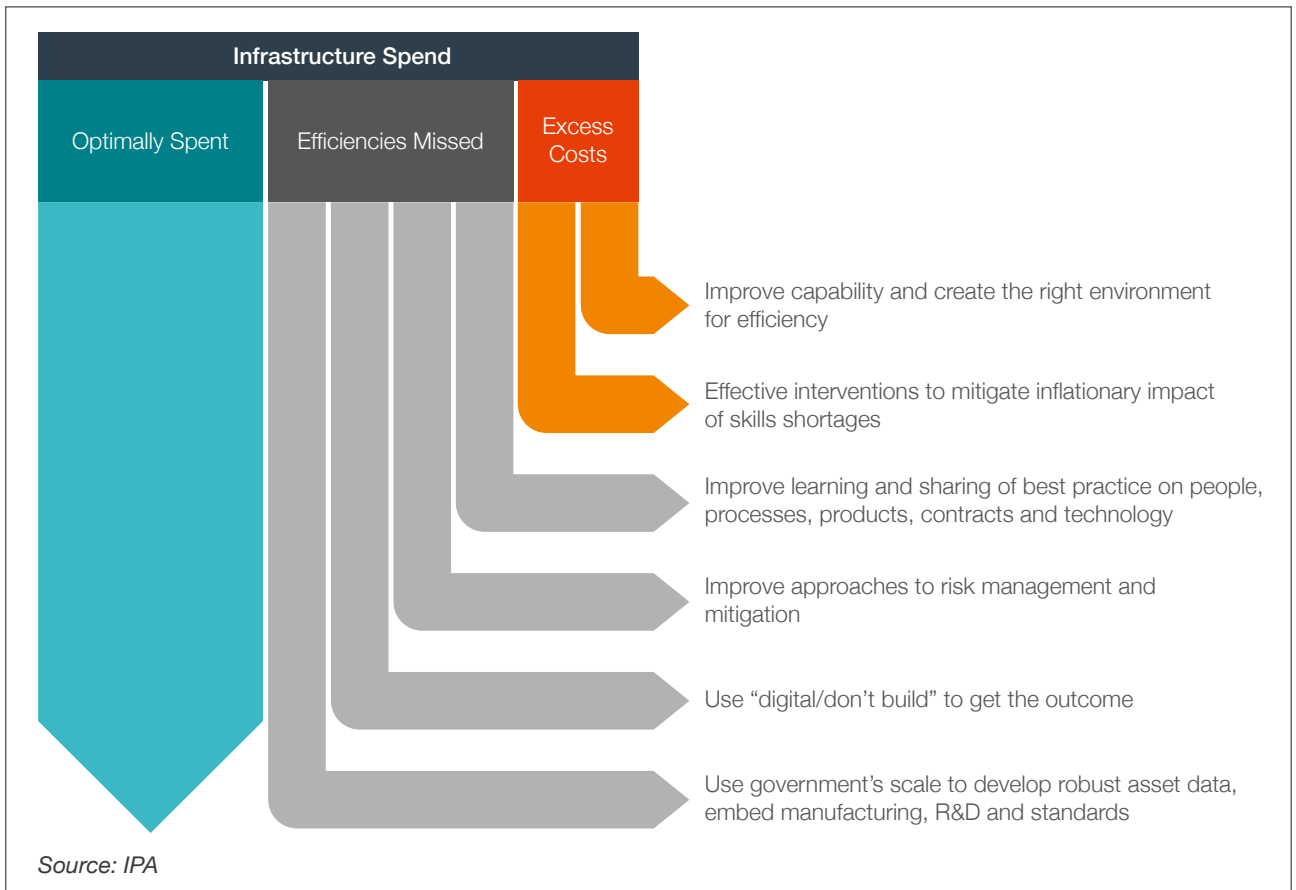 Infrastructure Spend
Optimally Spent
Efficiencies Missed
Excess
Costs
Improve capability and create the right environment
for efficiency
Effective interventions to mitigate inflationary impact
of skills shortages
Improve learning and sharing of best practice on people,
processes, products, contracts and technology
Improve approaches to risk management and
mitigation
Use “digital/don’t build” to get the outcome
Use government’s scale to develop robust asset data,
embed manufacturing, R&D and standards
Source: IPA